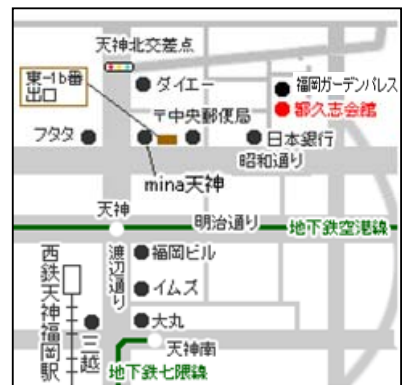 天神北交差点
東-1b番
出口
ダイエー
福岡ガーデンパレス
都久志会館
〒中央郵便局
フタタ
日本銀行
昭和通り
mina天神
天神
明治通り
地下鉄空港線
渡辺通り
福岡ビル
西鉄天神福岡駅
イムズ
大丸
三越
天神南
地下鉄七隈線